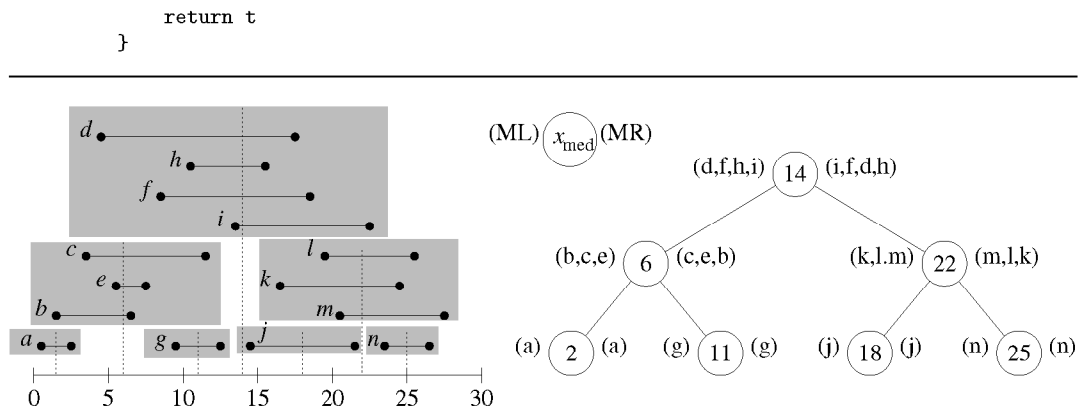 return t
}
d
h
f
i
c
l
e
k
b
m
a
g
j
n
0 5 10 15 20 25 30
(ML) x_med (MR)
(d,f,h,i) 14 (i,f,d,h)
(b,c,e) 6 (c,e,b)
(k,l.m) 22 (m,l,k)
(a) 2 (a)
(g) 11 (g)
(j) 18 (j)
(n) 25 (n)